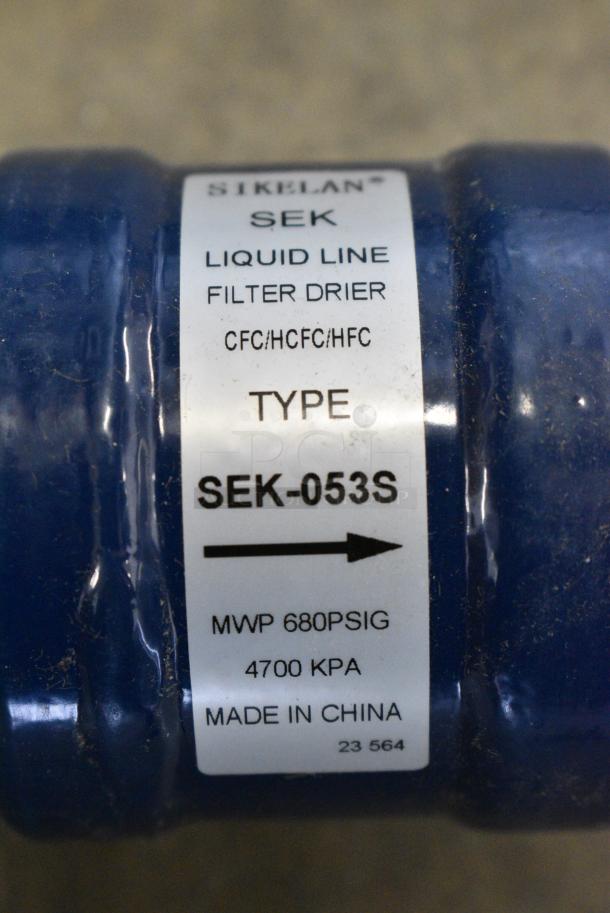 SIKELAN®
SEK
LIQUID LINE
FILTER DRIER
CFC/HCFC/HFC
TYPE
SEK-053S
MWP 680PSIG
4700 KPA
MADE IN CHINA
23 564